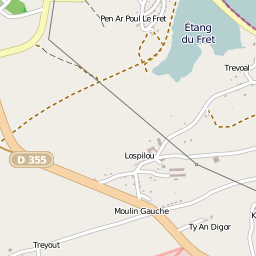 Pen Ar Poul Le Fret
Étang
du Fret
Trevoal
D 355
Lospilou
Moulin Gauche
Ty An Digor
Treyout
K